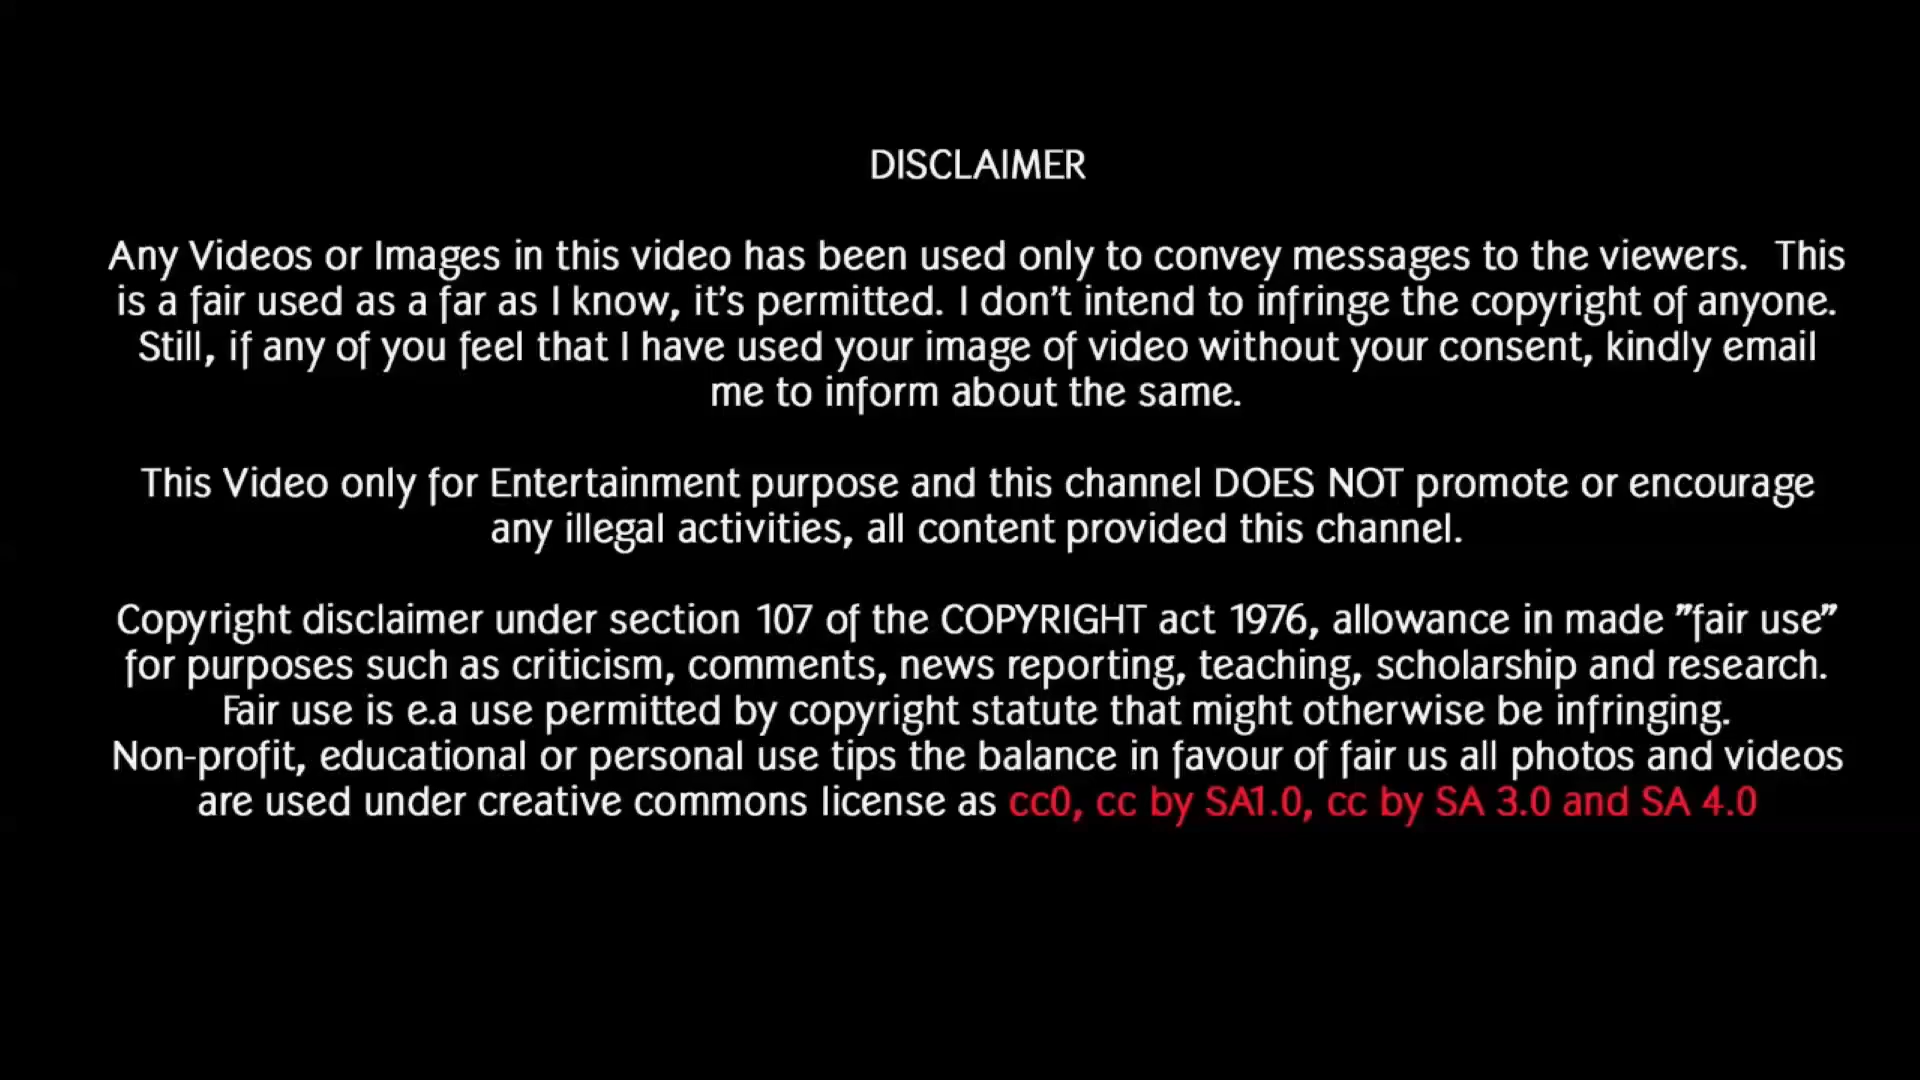 DISCLAIMER
Any Videos or Images in this video has been used only to convey messages to the viewers.  This
is a fair used as a far as I know, it's permitted. I don't intend to infringe the copyright of anyone.
Still, if any of you feel that I have used your image of video without your consent, kindly email
me to inform about the same.
This Video only for Entertainment purpose and this channel DOES NOT promote or encourage
any illegal activities, all content provided this channel.
Copyright disclaimer under section 107 of the COPYRIGHT act 1976, allowance in made "fair use"
for purposes such as criticism, comments, news reporting, teaching, scholarship and research.
Fair use is e.a use permitted by copyright statute that might otherwise be infringing.
Non-profit, educational or personal use tips the balance in favour of fair us all photos and videos
are used under creative commons license as cc0, cc by SA1.0, cc by SA 3.0 and SA 4.0